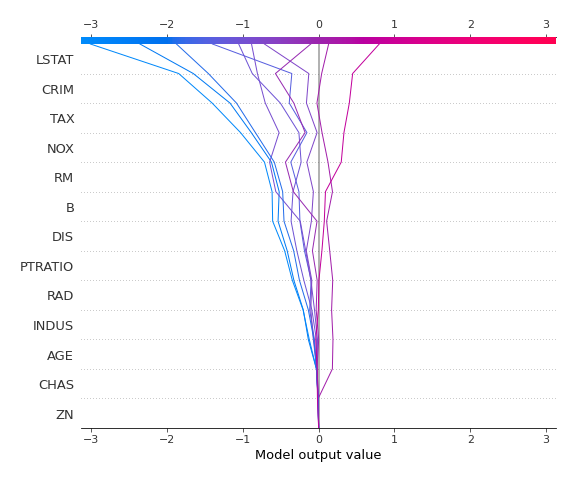 −3 −2 −1 0 1 2 3
LSTAT
CRIM
TAX
NOX
RM
B
DIS
PTRATIO
RAD
INDUS
AGE
CHAS
ZN
−3 −2 −1 0 1 2 3
Model output value